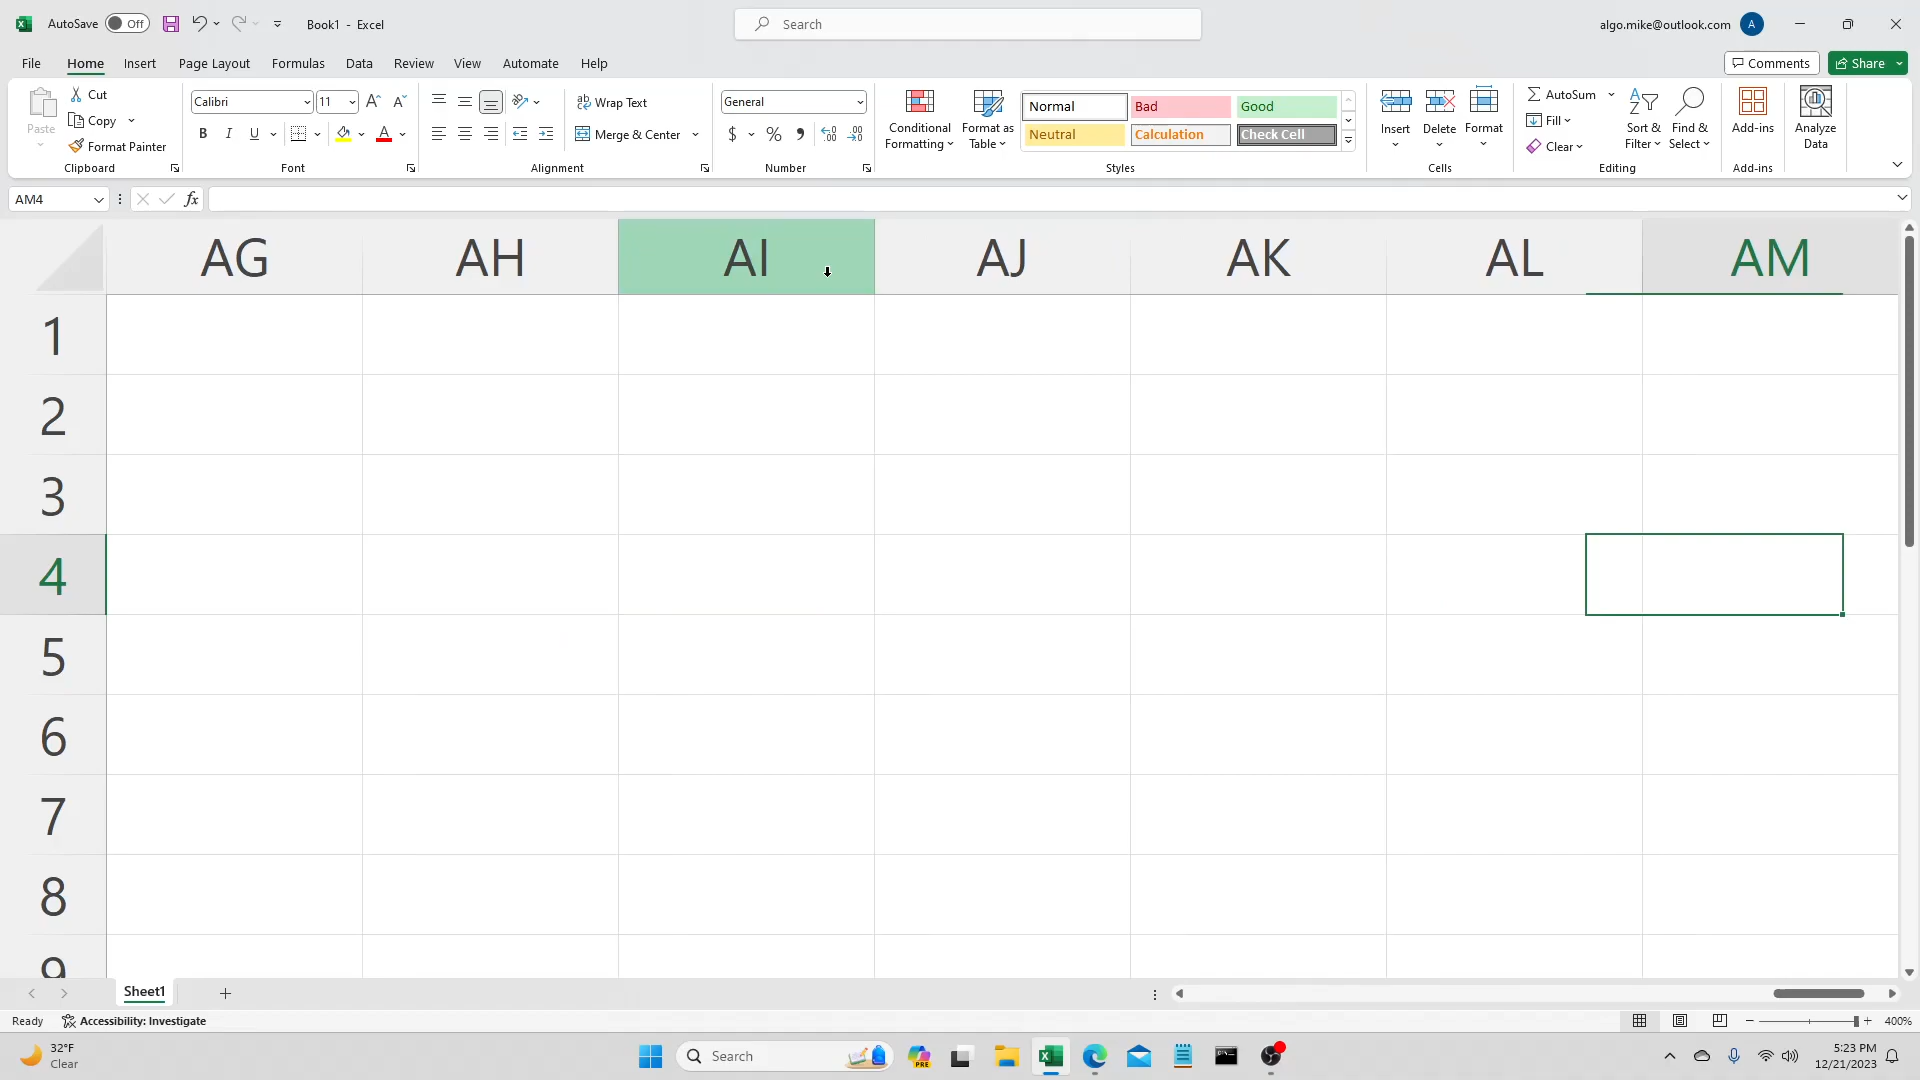 AutoSave Off Book1 - Excel Search algo.mike@outlook.com A
File Home Insert Page Layout Formulas Data Review View Automate Help Comments Share
Paste Cut Copy Format Painter Clipboard
Calibri 11 B I U A Font
Wrap Text Merge & Center Alignment
General $ % Number
Conditional Formatting Format as Table
Normal Bad Good
Neutral Calculation Check Cell
Styles
Insert Delete Format Cells
AutoSum Fill Clear Sort & Filter Find & Select Editing
Add-ins Add-ins
Analyze Data
AM4 fx
AG AH AI AJ AK AL AM
1
2
3
4
5
6
7
8
9
Sheet1
Ready Accessibility: Investigate 400%
32°F
Clear
Search PRE
5:23 PM
12/21/2023